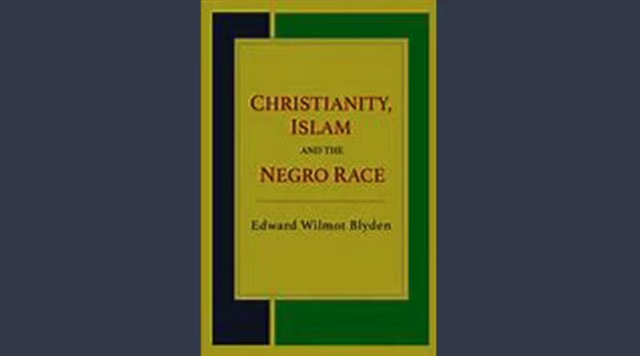 CHRISTIANITY,
ISLAM
AND THE
NEGRO RACE
Edward Wilmot Blyden